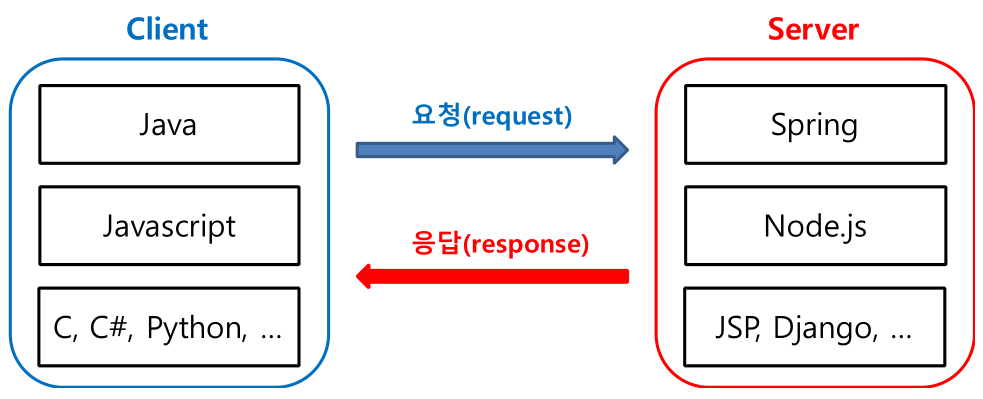 Client
Server
Java
요청(request)
Spring
Javascript
응답(response)
Node.js
C, C#, Python, ...
JSP, Django, ...